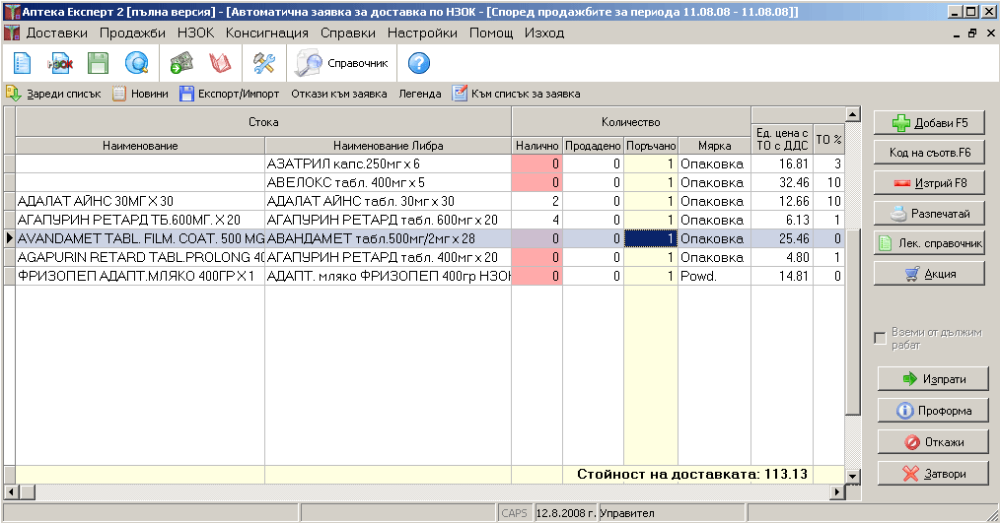 Аптека Експерт 2 [пълна версия] - [Автоматична заявка за доставка по НЗОК - [Според продажбите за периода 11.08.08 - 11.08.08]]
Доставки Продажби НЗОК Консигнация Справки Настройки Помощ Изход
Справочник
Зареди списък Новини Експорт/Импорт Откази към заявка Легенда Към списък за заявка
Стока Количество
Наименование Наименование Либра Налично Продадено Поръчано Мярка Ед. цена с ТО с ДДС ТО %
АЗАТРИЛ капс.250мг x 6 0 0 1 Опаковка 16.81 3
АВЕЛОКС табл. 400мг x 5 0 0 1 Опаковка 32.46 10
АДАЛАТ АЙНС 30МГ X 30 АДАЛАТ АЙНС табл. 30мг x 30 2 0 1 Опаковка 12.66 10
АГАПУРИН РЕТАРД ТБ.600МГ. X 20 АГАПУРИН РЕТАРД табл. 600мг x 20 4 0 1 Опаковка 6.13 1
AVANDAMET TABL. FILM. COAT. 500 MG АВАНДАМЕТ табл.500мг/2мг x 28 0 0 1 Опаковка 25.46 0
AGAPURIN RETARD TABL.PROLONG 40 АГАПУРИН РЕТАРД табл. 400мг x 20 0 0 1 Опаковка 4.80 1
ФРИЗОПЕП АДАПТ.МЛЯКО 400ГР X 1 АДАПТ. мляко ФРИЗОПЕП 400гр НЗОК 0 0 1 Powd. 14.81 0
Стойност на доставката: 113.13
Добави F5
Код на съотв.F6
Изтрий F8
Разпечатай
Лек. справочник
Акция
Вземи от дължим
рабат
Изпрати
Проформа
Откажи
Затвори
CAPS 12.8.2008 г. Управител